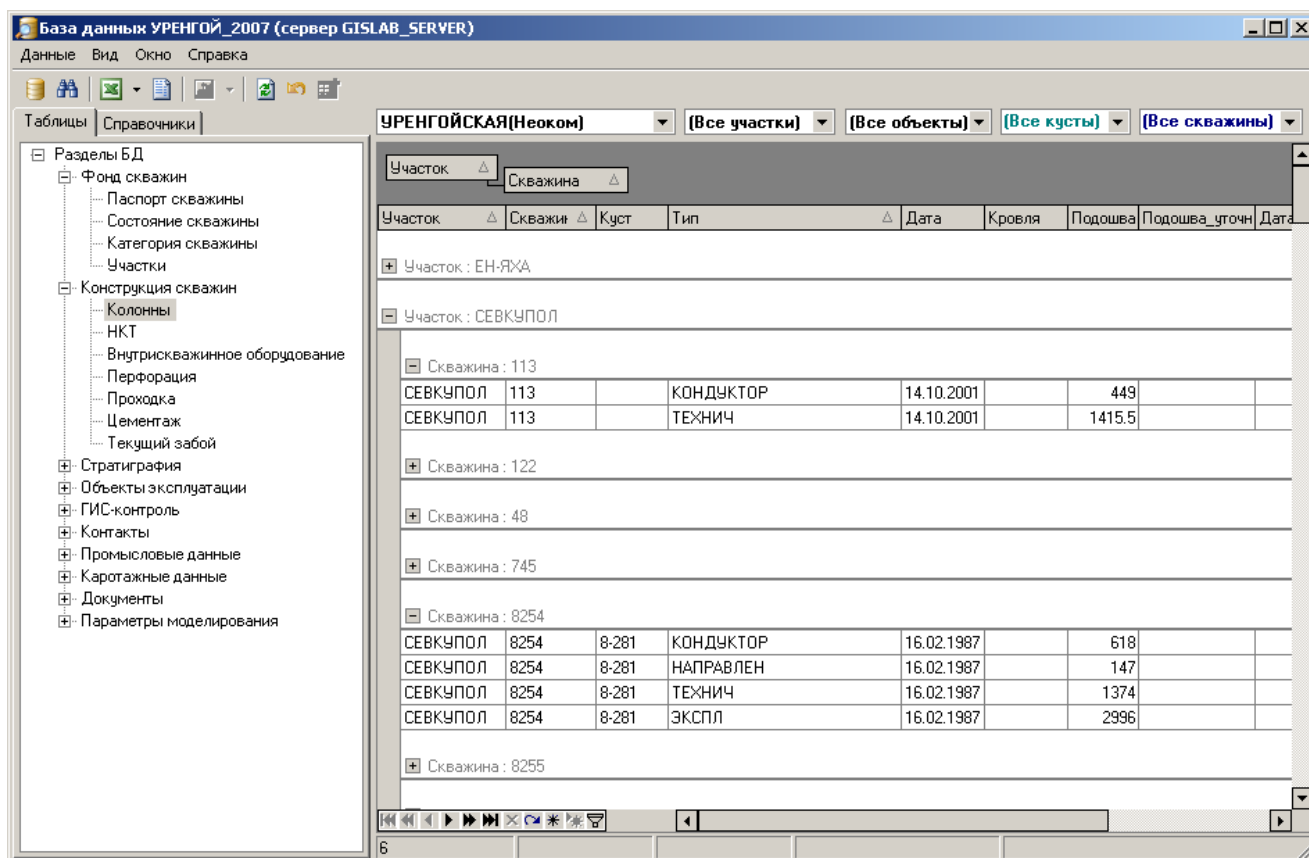 База данных УРЕНГОЙ_2007 (сервер GISLAB_SERVER)
Данные Вид Окно Справка
Таблицы Справочники
УРЕНГОЙСКАЯ(Неоком) (Все участки) (Все объекты) (Все кусты) (Все скважины)
Разделы БД
Фонд скважин
Паспорт скважины
Состояние скважины
Категория скважины
Участки
Конструкция скважин
Колонны
НКТ
Внутрискважинное оборудование
Перфорация
Проходка
Цементаж
Текущий забой
Стратиграфия
Объекты эксплуатации
ГИС-контроль
Контакты
Промысловые данные
Каротажные данные
Документы
Параметры моделирования
Участок
Скважина
Участок Скважин Куст Тип Дата Кровля Подошва Подошва_уточн Дата
Участок : ЕН-ЯХА
Участок : СЕВКУПОЛ
Скважина : 113
СЕВКУПОЛ 113 КОНДУКТОР 14.10.2001 449
СЕВКУПОЛ 113 ТЕХНИЧ 14.10.2001 1415.5
Скважина : 122
Скважина : 48
Скважина : 745
Скважина : 8254
СЕВКУПОЛ 8254 8-281 КОНДУКТОР 16.02.1987 618
СЕВКУПОЛ 8254 8-281 НАПРАВЛЕН 16.02.1987 147
СЕВКУПОЛ 8254 8-281 ТЕХНИЧ 16.02.1987 1374
СЕВКУПОЛ 8254 8-281 ЭКСПЛ 16.02.1987 2996
Скважина : 8255
6